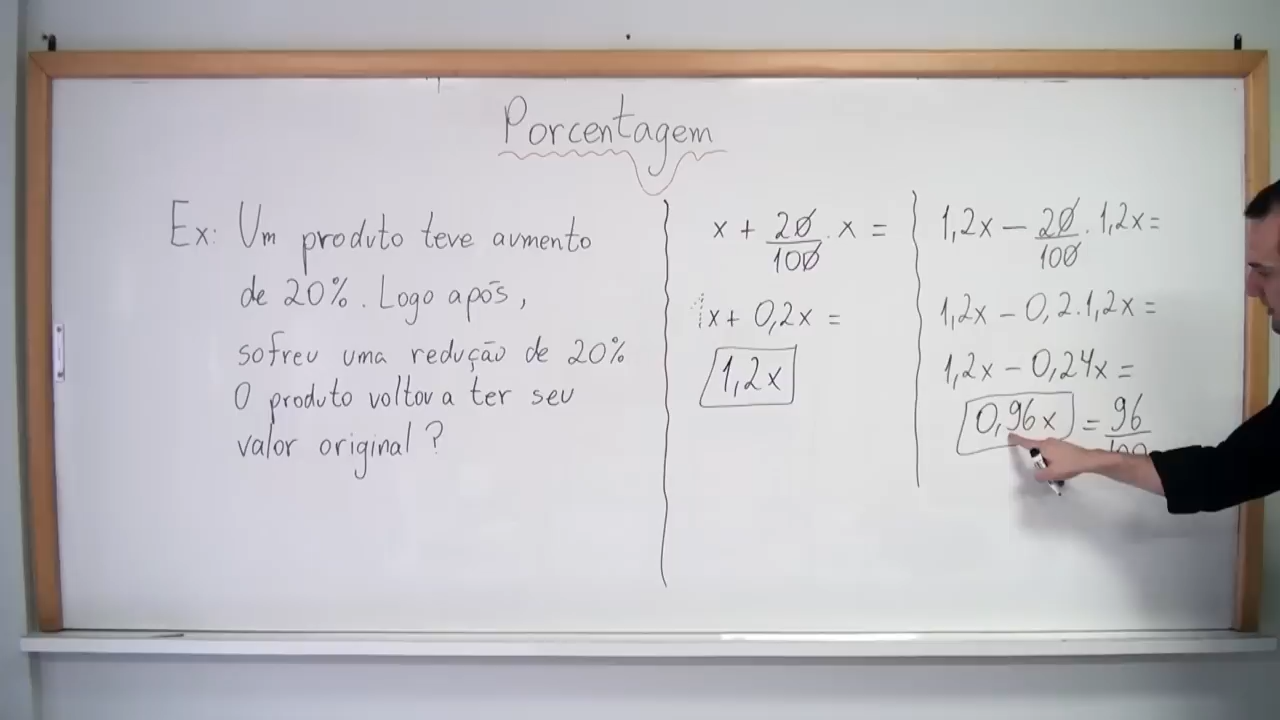 Porcentagem
Ex: Um produto teve aumento
de 20%. Logo após,
sofreu uma redução de 20%
O produto voltou a ter seu
valor original?
x + 20/100 . x =
1x + 0,2x =
1,2x
1,2x - 20/100 . 1,2x =
1,2x - 0,2.1,2x =
1,2x - 0,24x =
0,96x = 96/100